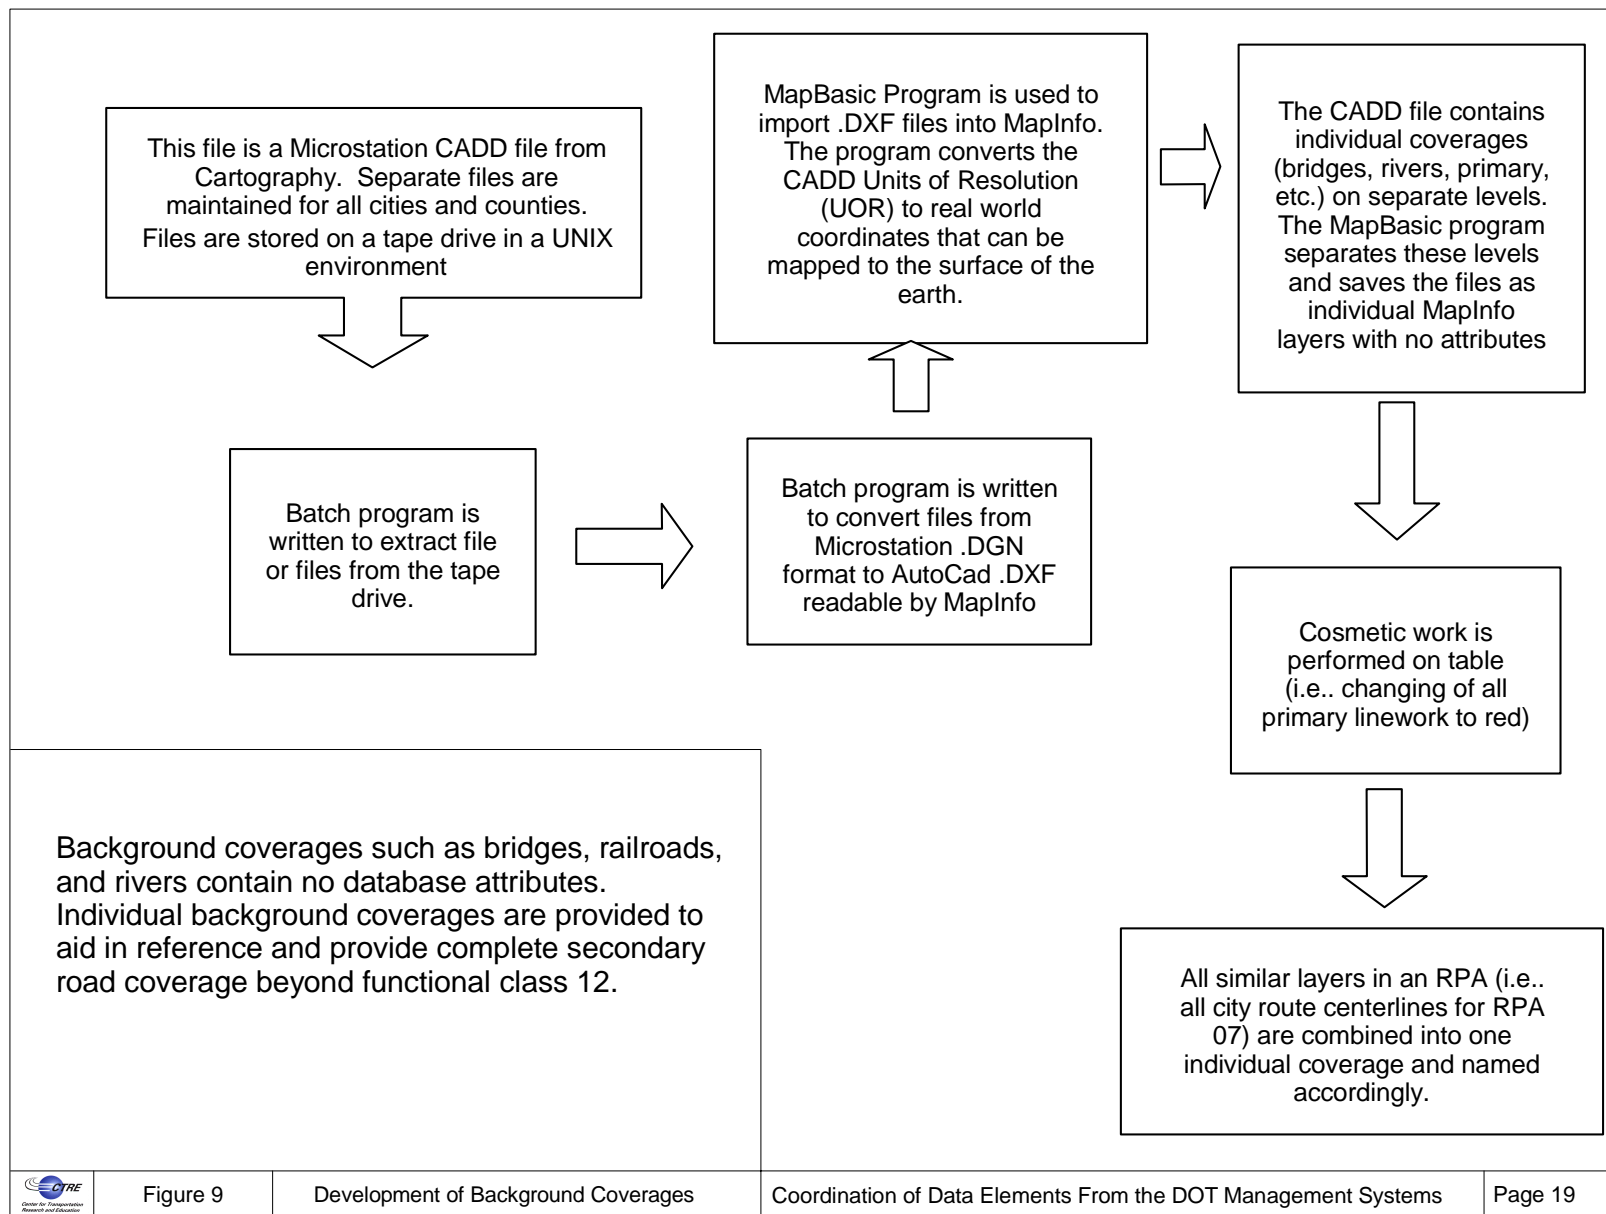 This file is a Microstation CADD file from
Cartography.  Separate files are
maintained for all cities and counties.
Files are stored on a tape drive in a UNIX
environment
Batch program is
written to extract file
or files from the tape
drive.
Batch program is written
to convert files from
Microstation .DGN
format to AutoCad .DXF
readable by MapInfo
MapBasic Program is used to
import .DXF files into MapInfo.
The program converts the
CADD Units of Resolution
(UOR) to real world
coordinates that can be
mapped to the surface of the
earth.
The CADD file contains
individual coverages
(bridges, rivers, primary,
etc.) on separate levels.
The MapBasic program
separates these levels
and saves the files as
individual MapInfo
layers with no attributes
Cosmetic work is
performed on table
(i.e.. changing of all
primary linework to red)
All similar layers in an RPA (i.e..
all city route centerlines for RPA
07) are combined into one
individual coverage and named
accordingly.
Background coverages such as bridges, railroads,
and rivers contain no database attributes.
Individual background coverages are provided to
aid in reference and provide complete secondary
road coverage beyond functional class 12.
CTRE
Center for Transportation
Research and Education
Figure 9
Development of Background Coverages
Coordination of Data Elements From the DOT Management Systems
Page 19